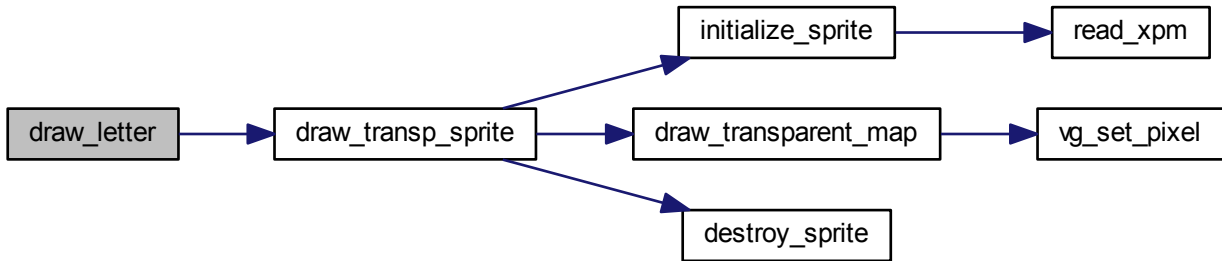 initialize_sprite
read_xpm
draw_letter
draw_transp_sprite
draw_transparent_map
vg_set_pixel
destroy_sprite